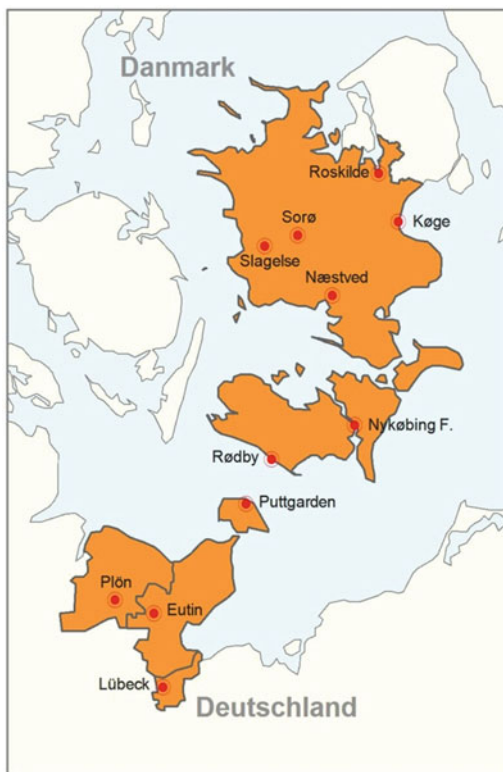 Danmark
Roskilde
Køge
Sorø
Slagelse
Næstved
Nykøbing F.
Rødby
Puttgarden
Plön
Eutin
Lübeck
Deutschland